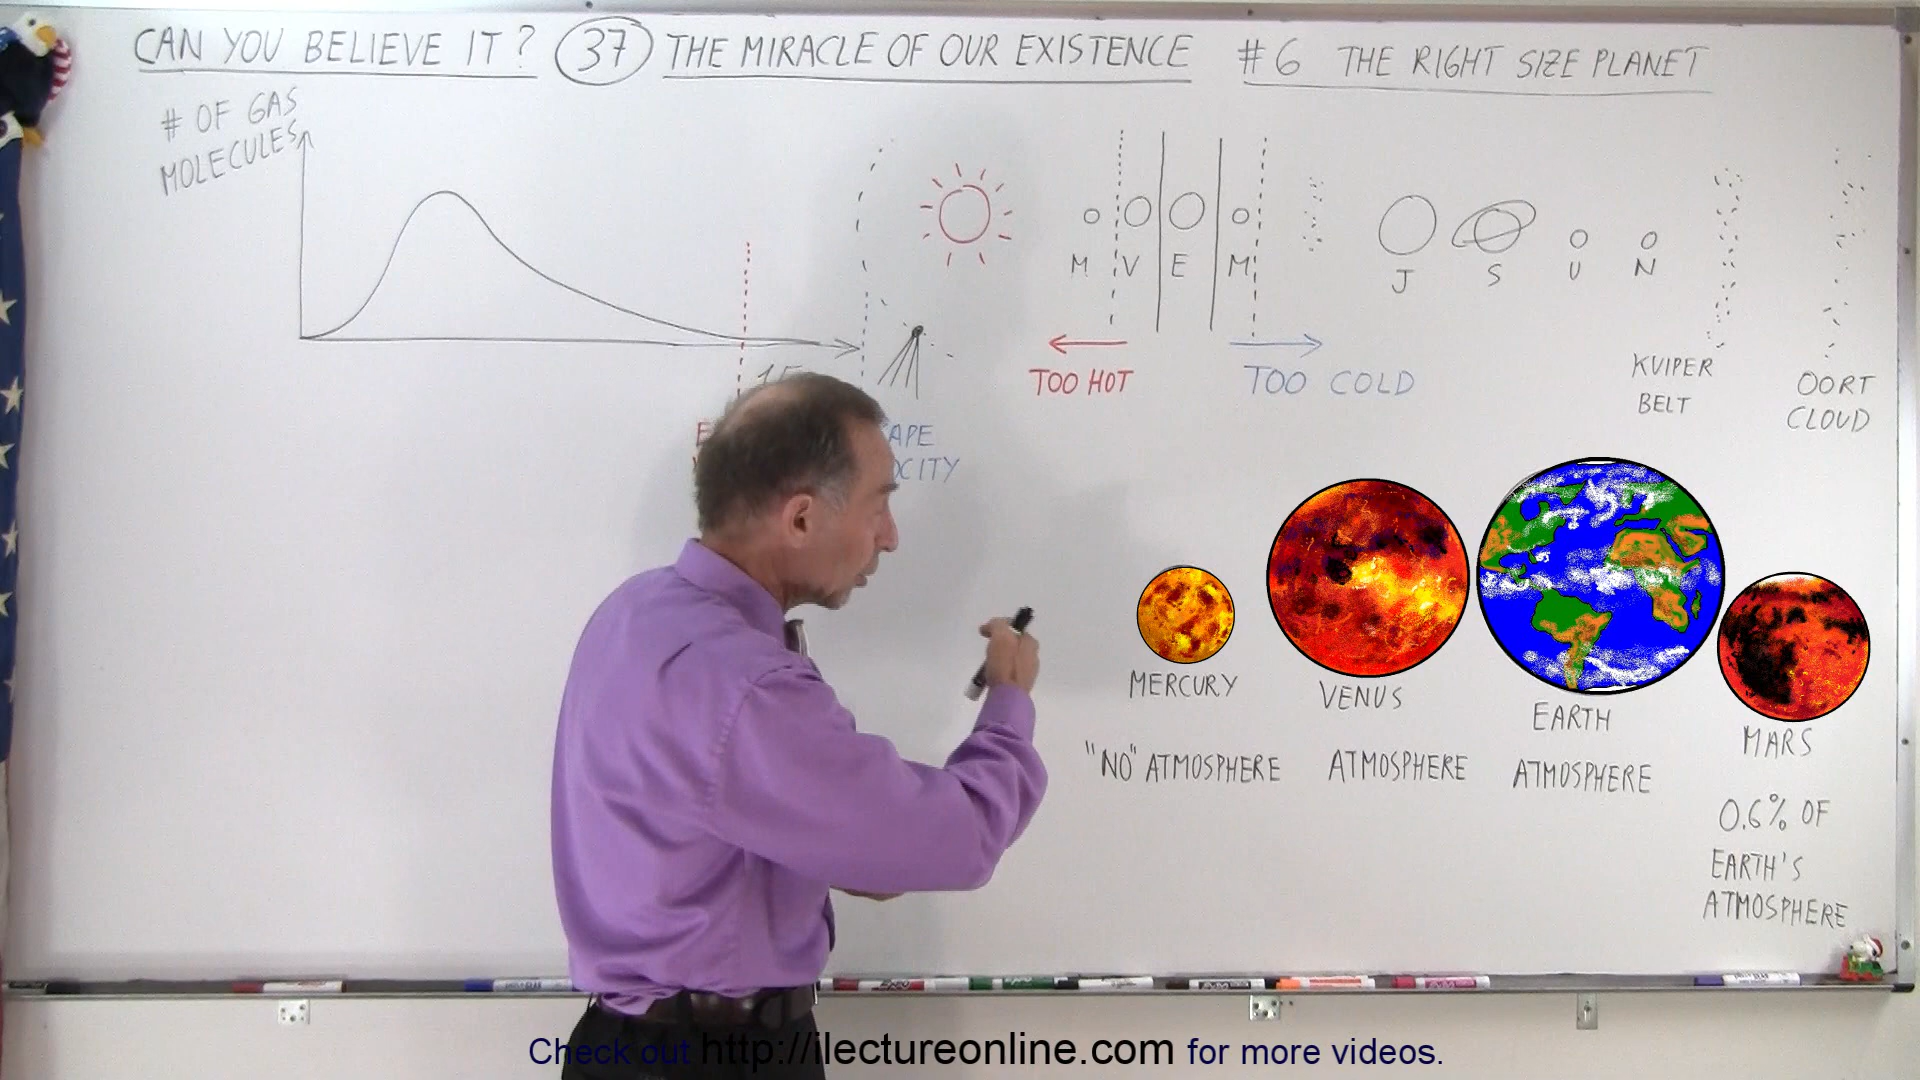 CAN YOU BELIEVE IT? 37 THE MIRACLE OF OUR EXISTENCE #6 THE RIGHT SIZE PLANET
# OF GAS
MOLECULES
M V E M J S U N
TOO HOT
TOO COLD
KUIPER
BELT
OORT
CLOUD
MERCURY
VENUS
EARTH
MARS
"NO" ATMOSPHERE
ATMOSPHERE
ATMOSPHERE
0.6% OF
EARTH'S
ATMOSPHERE
Check out http://ilectureonline.com for more videos.